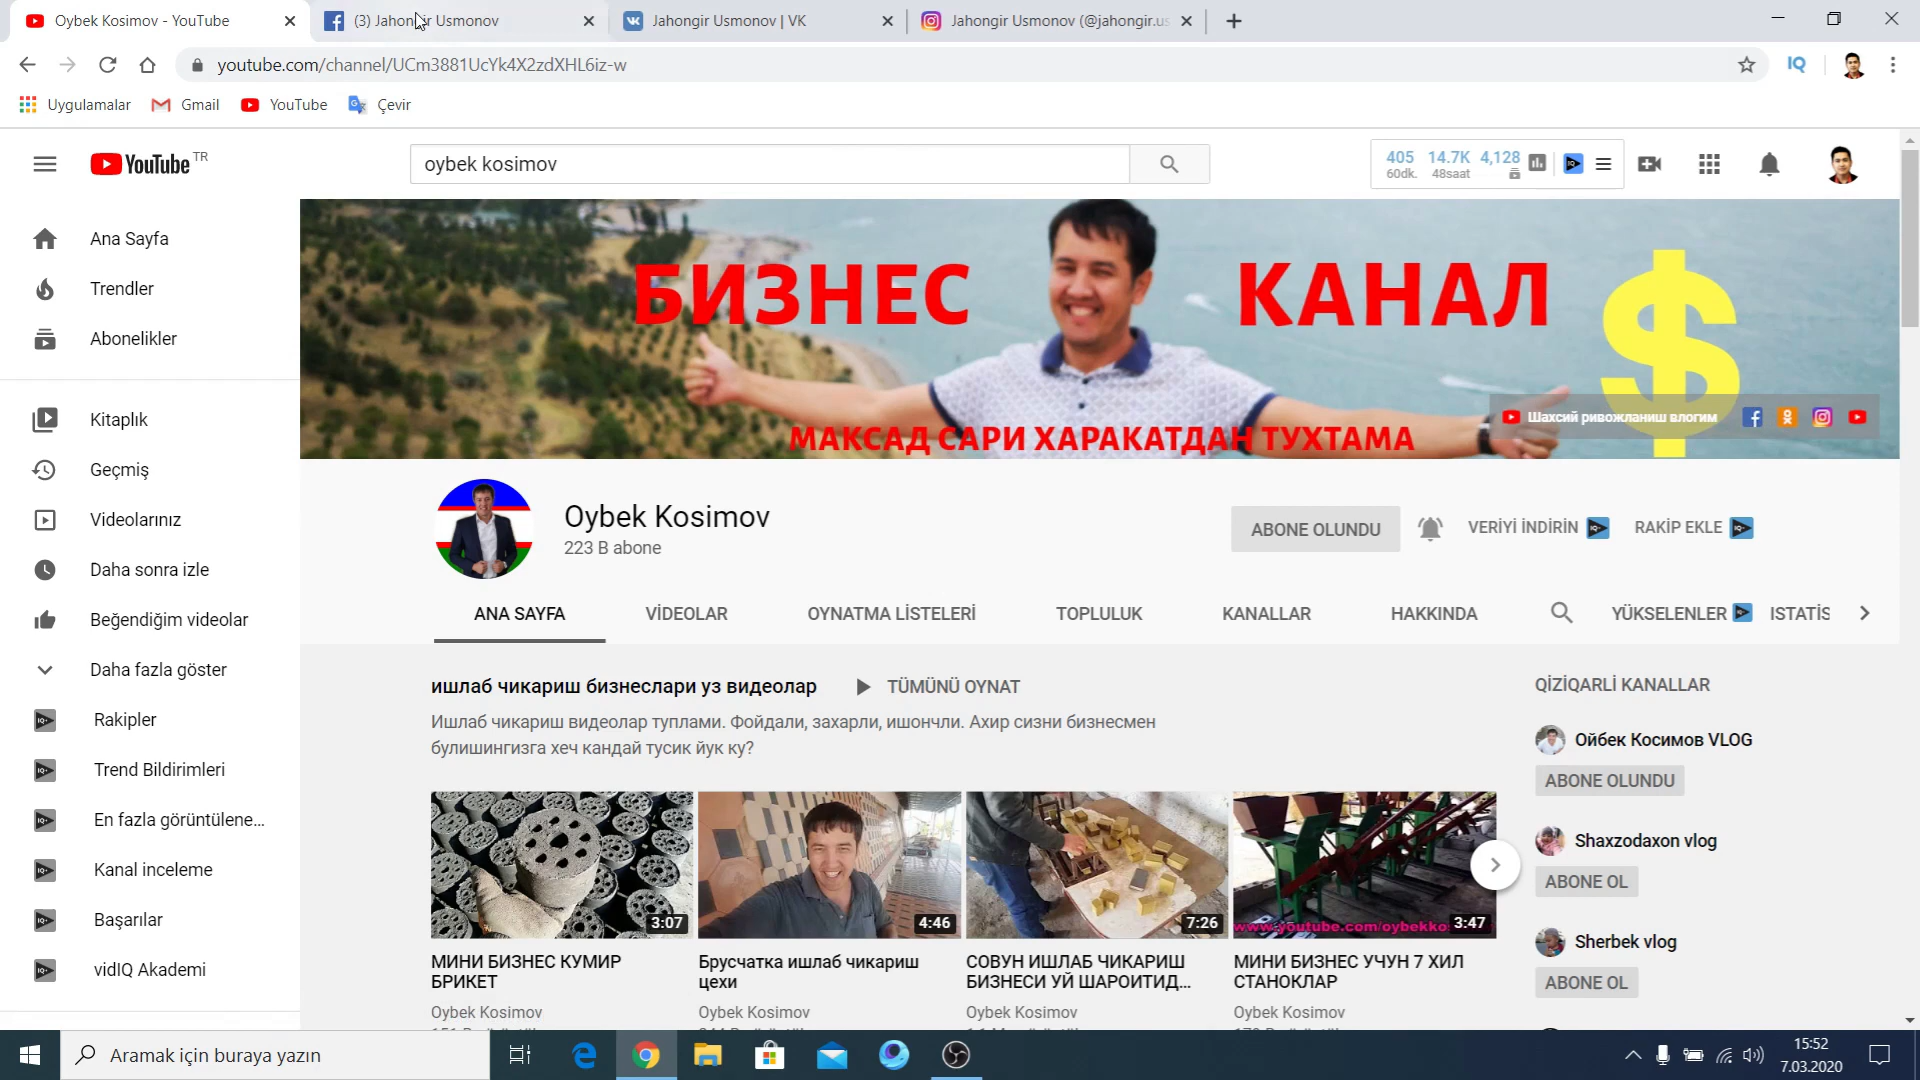 Oybek Kosimov - YouTube
(3) Jahongir Usmonov
Jahongir Usmonov | VK
Jahongir Usmonov (@jahongir.us
youtube.com/channel/UCm3881UcYk4X2zdXHL6iz-w
IQ
Uygulamalar
Gmail
YouTube
Çevir
YouTube TR
oybek kosimov
405 14.7K 4,128
60dk. 48saat
Ana Sayfa
Trendler
Abonelikler
Kitaplık
Geçmiş
Videolarınız
Daha sonra izle
Beğendiğim videolar
Daha fazla göster
Rakipler
Trend Bildirimleri
En fazla görüntülene...
Kanal inceleme
Başarılar
vidIQ Akademi
БИЗНЕС КАНАЛ $
МАКСАД САРИ ХАРАКАТДАН ТУХТАМА
Шахсий ривожланиш влогим
Oybek Kosimov
223 B abone
ABONE OLUNDU
VERİYİ İNDİRİN
RAKİP EKLE
ANA SAYFA
VİDEOLAR
OYNATMA LİSTELERİ
TOPLULUK
KANALLAR
HAKKINDA
YÜKSELENLER
ISTATİS
ишлаб чикариш бизнеслари уз видеолар
TÜMÜNÜ OYNAT
Ишлаб чикариш видеолар туплами. Фойдали, захарли, ишончли. Ахир сизни бизнесмен
булишингизга хеч кандай тусик йук ку?
3:07
4:46
7:26
www.youtube.com/oybekko
3:47
МИНИ БИЗНЕС КУМИР
БРИКЕТ
Oybek Kosimov
Брусчатка ишлаб чикариш
цехи
Oybek Kosimov
СОВУН ИШЛАБ ЧИКАРИШ
БИЗНЕСИ УЙ ШАРОИТИД...
Oybek Kosimov
МИНИ БИЗНЕС УЧУН 7 ХИЛ
СТАНОКЛАР
Oybek Kosimov
QİZİQARLİ KANALLAR
Ойбек Косимов VLOG
ABONE OLUNDU
Shaxzodaxon vlog
ABONE OL
Sherbek vlog
ABONE OL
Aramak için buraya yazın
15:52
7.03.2020